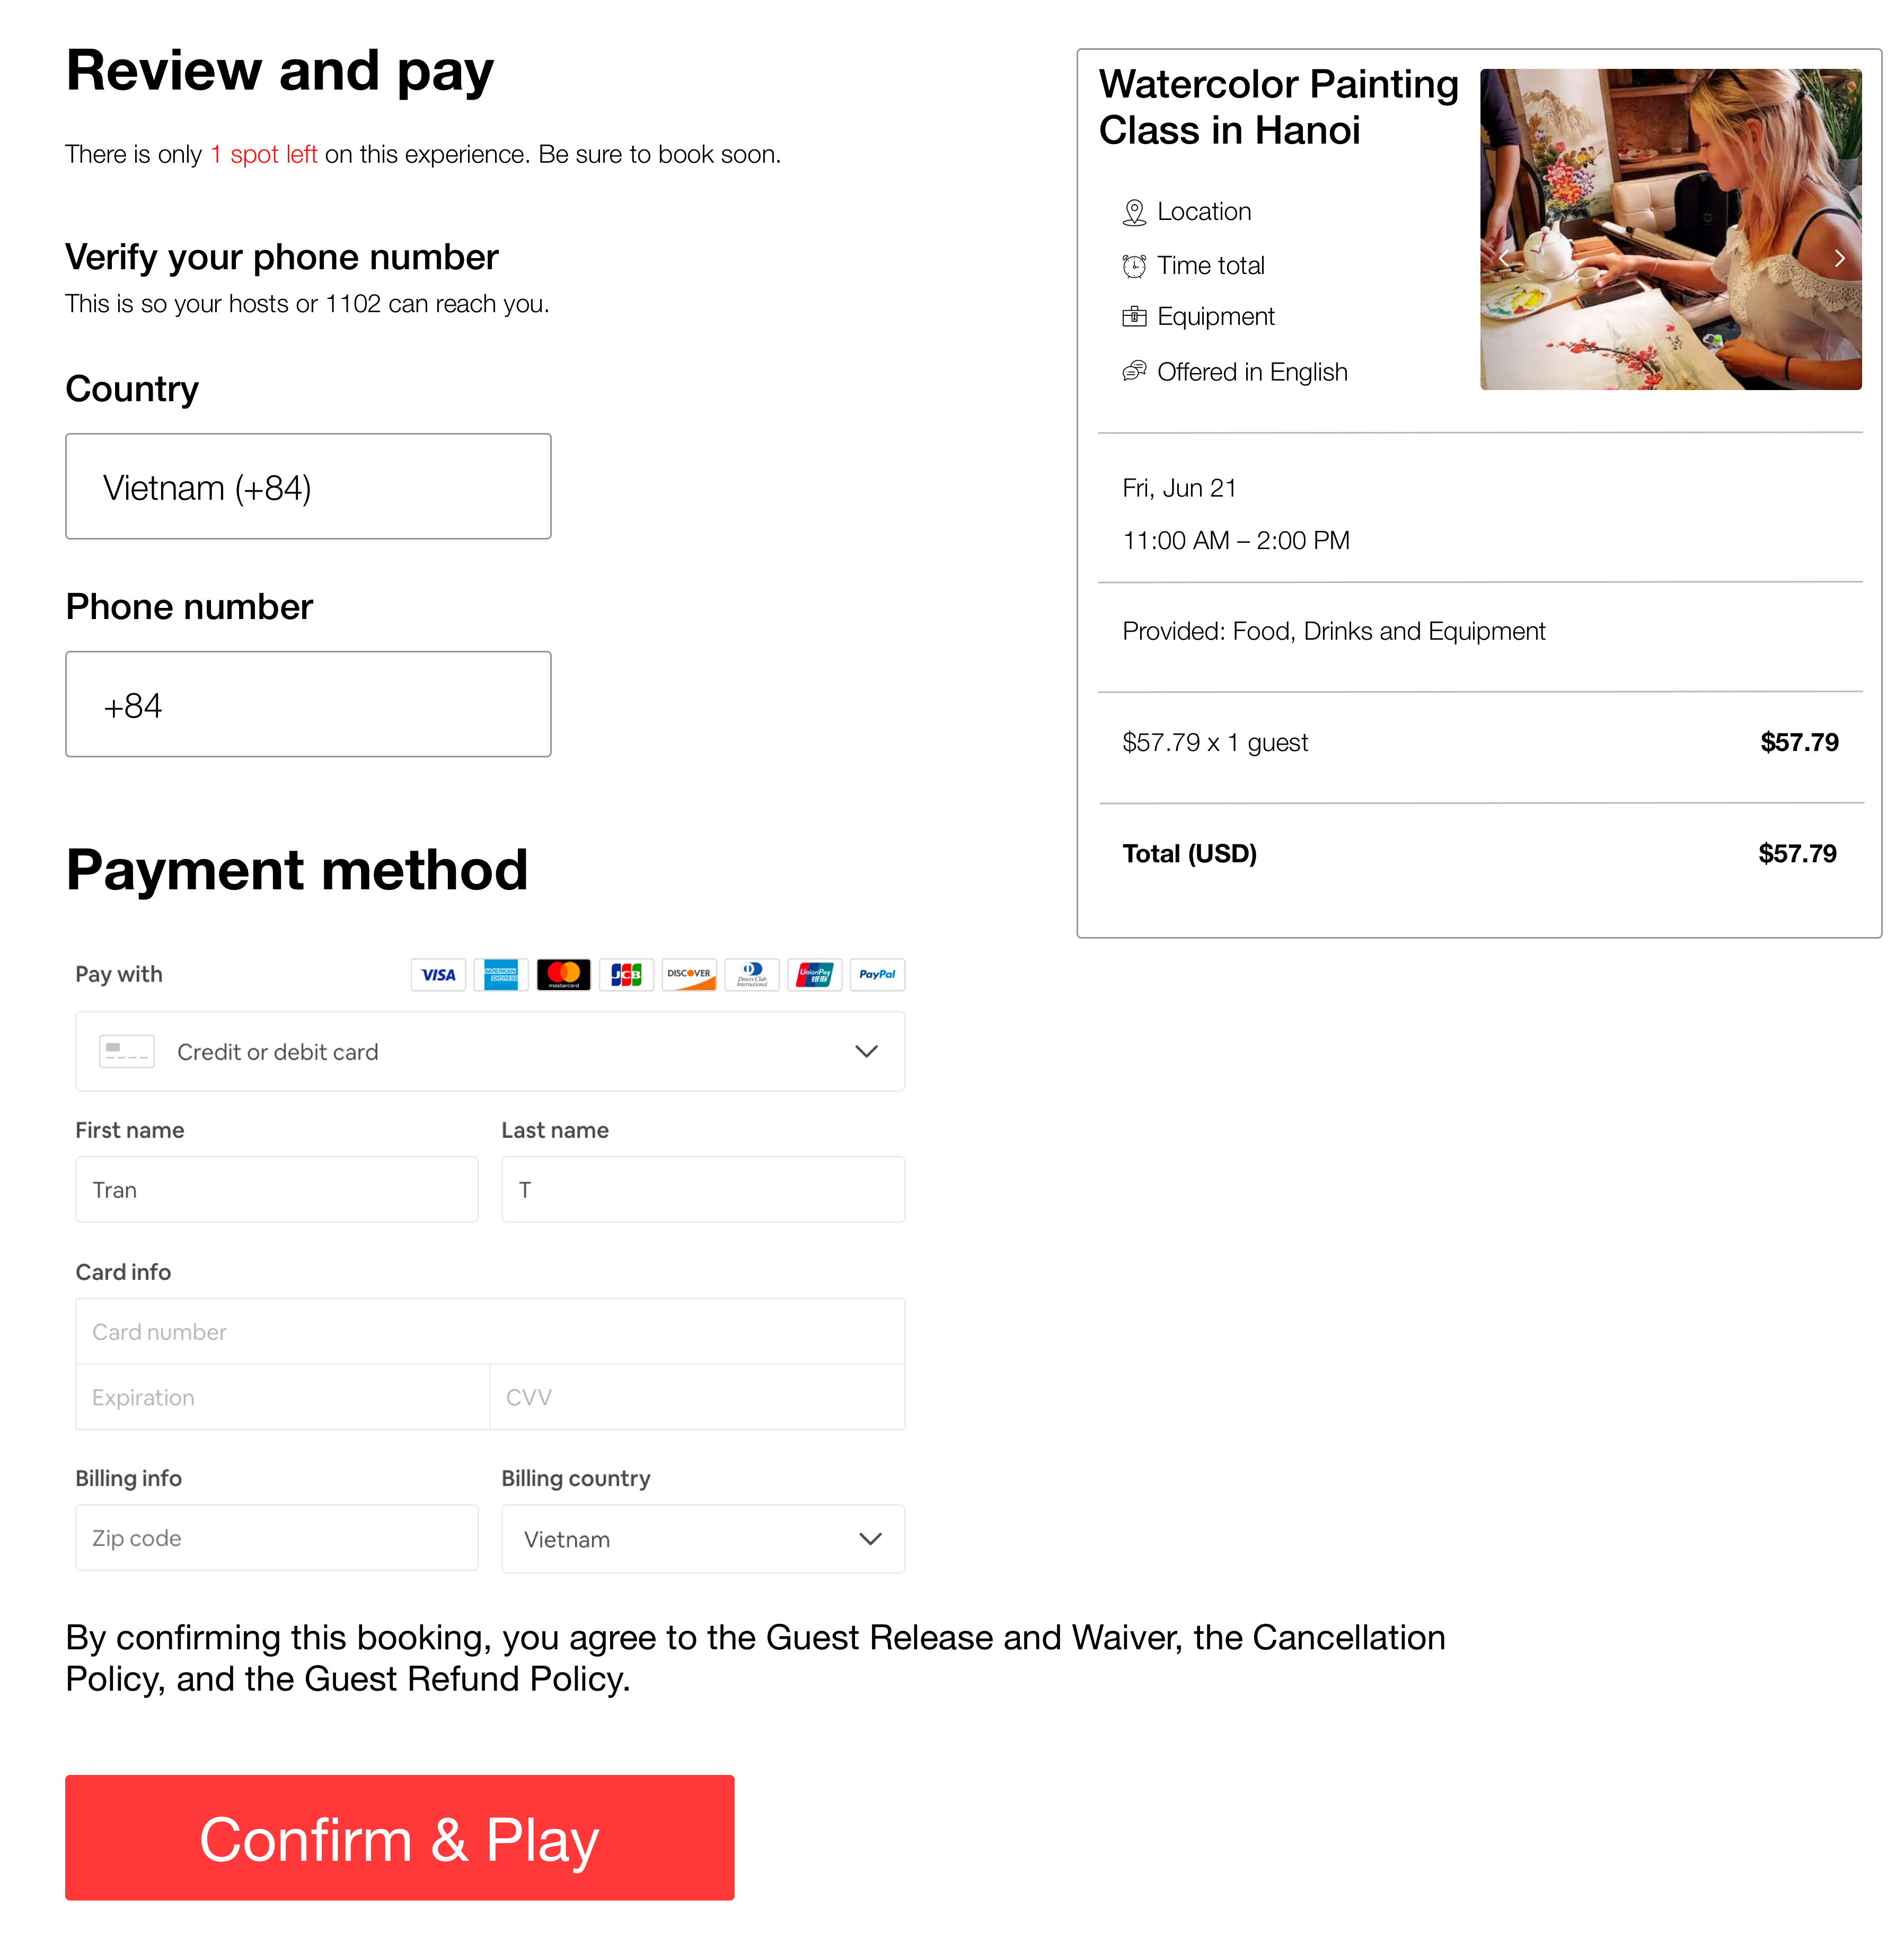 Review and pay
There is only 1 spot left on this experience. Be sure to book soon.
Verify your phone number
This is so your hosts or 1102 can reach you.
Country
Vietnam (+84)
Phone number
+84
Payment method
Pay with
VISA
AMERICAN
EXPRESS
mastercard
JCB
DISCOVER
Diners Club
International
UnionPay
银联
PayPal
Credit or debit card
First name
Last name
Tran
T
Card info
Card number
Expiration
CVV
Billing info
Billing country
Zip code
Vietnam
By confirming this booking, you agree to the Guest Release and Waiver, the Cancellation
Policy, and the Guest Refund Policy.
Confirm & Play
Watercolor Painting
Class in Hanoi
Location
Time total
Equipment
Offered in English
Fri, Jun 21
11:00 AM – 2:00 PM
Provided: Food, Drinks and Equipment
$57.79 x 1 guest
$57.79
Total (USD)
$57.79